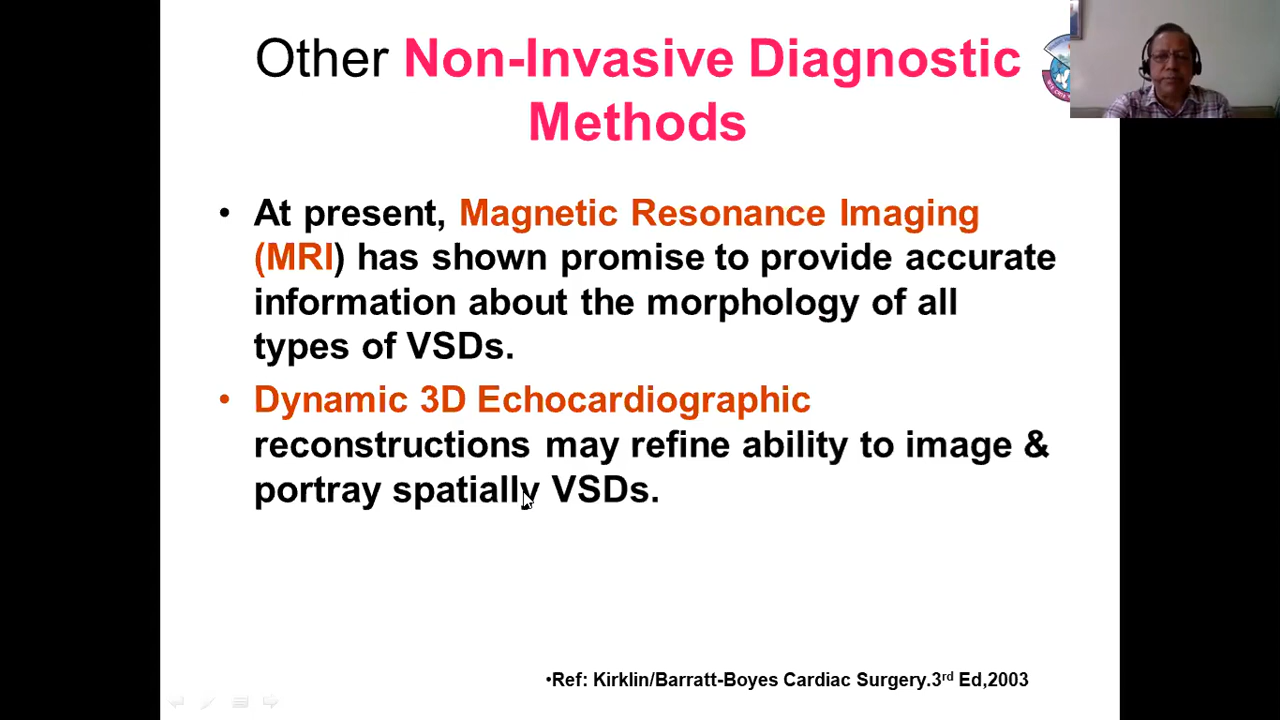 Other Non-Invasive Diagnostic
Methods
• At present, Magnetic Resonance Imaging
(MRI) has shown promise to provide accurate
information about the morphology of all
types of VSDs.
• Dynamic 3D Echocardiographic
reconstructions may refine ability to image &
portray spatially VSDs.
•Ref: Kirklin/Barratt-Boyes Cardiac Surgery.3rd Ed,2003